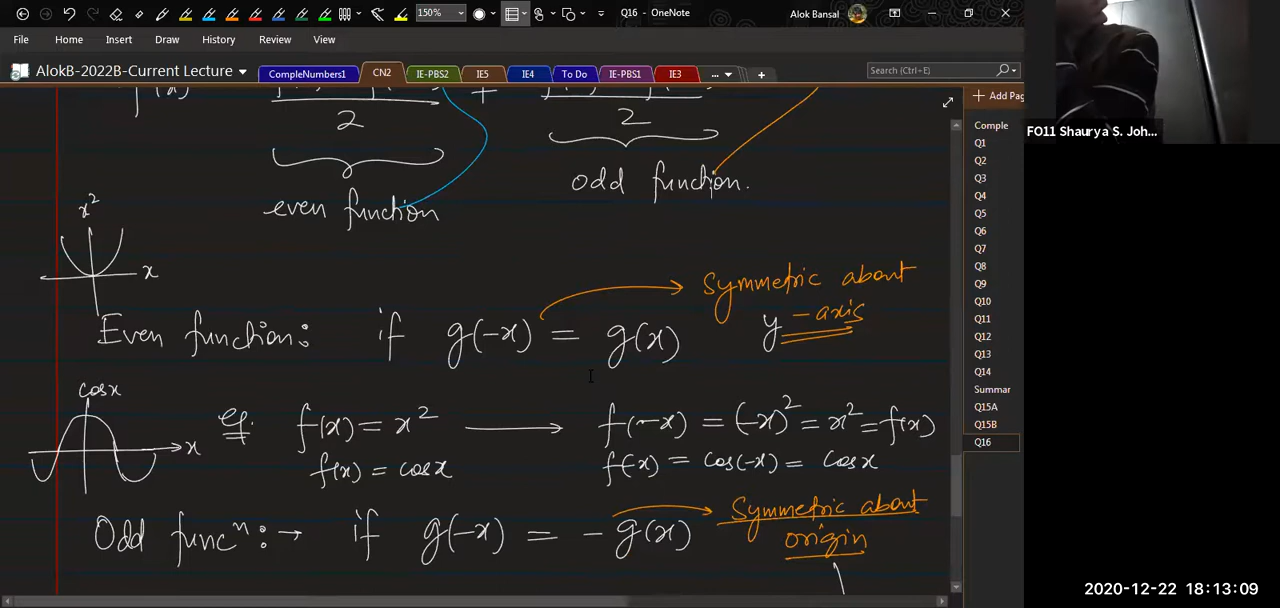 150%
Q16 - OneNote
Alok Bansal
File Home Insert Draw History Review View
AlokB-2022B-Current Lecture
CompleNumbers1 CN2 IE-PBS2 IE5 IE4 To Do IE-PBS1 IE3 ... +
Search (Ctrl+E)
+ Add Pag
Comple
Q1
Q2
Q3
Q4
Q5
Q6
Q7
Q8
Q9
Q10
Q11
Q12
Q13
Q14
Summar
Q15A
Q15B
Q16
FO11 Shaurya S. Joh...
+
2 2
even function odd function.
x²
x
Symmetric about
Even function: if g(-x) = g(x) y-axis
cosx
x
eg. f(x) = x² ⟶ f(-x) = (-x)² = x² = f(x)
f(x) = cosx f(-x) = cos(-x) = cosx
Symmetric about
Odd funcⁿ: → if g(-x) = - g(x) origin
2020-12-22 18:13:09